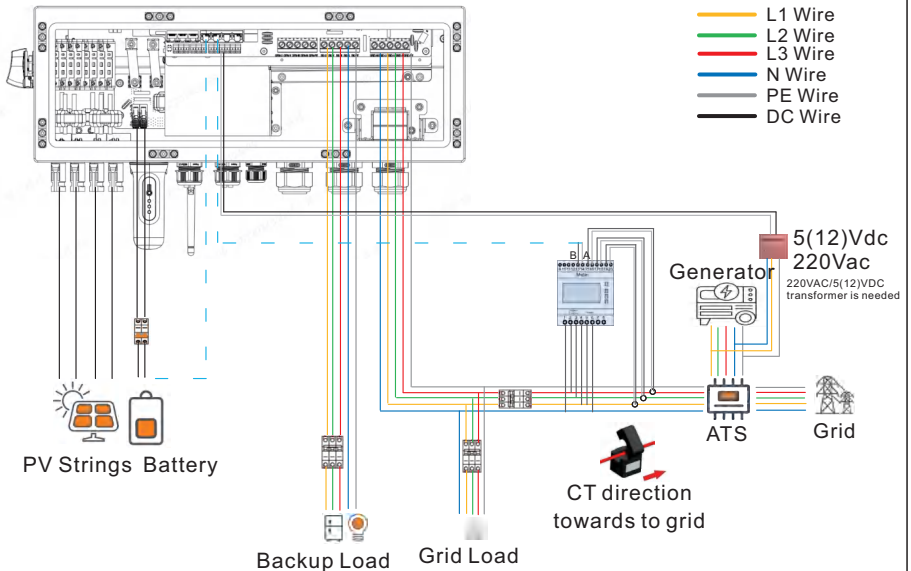 L1 Wire
L2 Wire
L3 Wire
N Wire
PE Wire
DC Wire
5(12)Vdc
220Vac
220VAC/5(12)VDC
transformer is needed
B A
Generator
PV Strings
Battery
ATS
Grid
CT direction
towards to grid
Backup Load
Grid Load